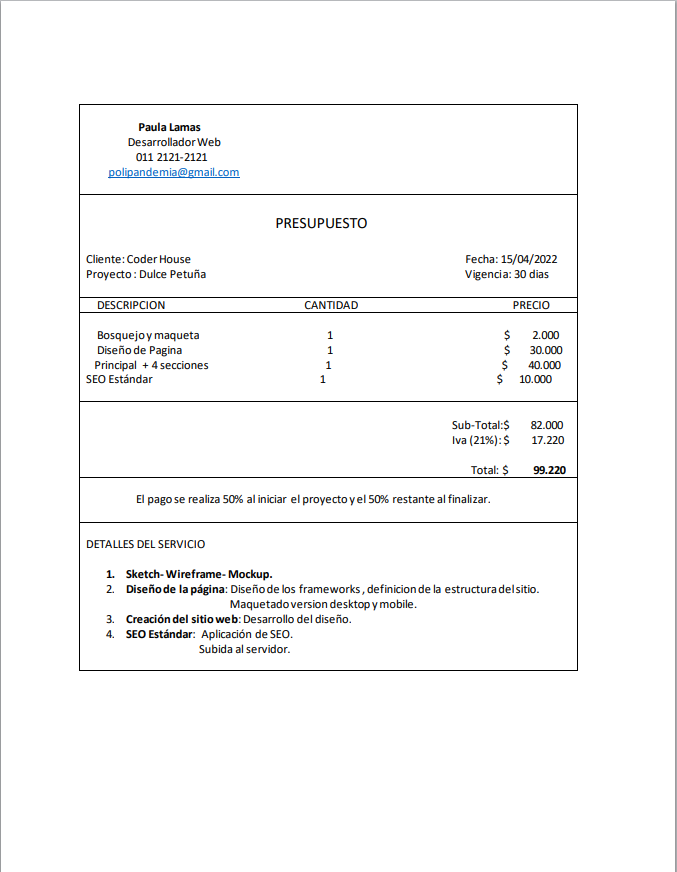 Paula Lamas
Desarrollador Web
011 2121-2121
polipandemia@gmail.com
PRESUPUESTO
Cliente: Coder House Fecha: 15/04/2022
Proyecto : Dulce Petuña Vigencia: 30 dias
DESCRIPCION CANTIDAD PRECIO
Bosquejo y maqueta 1 $ 2.000
Diseño de Pagina 1 $ 30.000
Principal + 4 secciones 1 $ 40.000
SEO Estándar 1 $ 10.000
Sub-Total:$ 82.000
Iva (21%): $ 17.220
Total: $ 99.220
El pago se realiza 50% al iniciar el proyecto y el 50% restante al finalizar.
DETALLES DEL SERVICIO
1. Sketch- Wireframe- Mockup.
2. Diseño de la página: Diseño de los frameworks , definicion de la estructura del sitio.
Maquetado version desktop y mobile.
3. Creación del sitio web: Desarrollo del diseño.
4. SEO Estándar: Aplicación de SEO.
Subida al servidor.